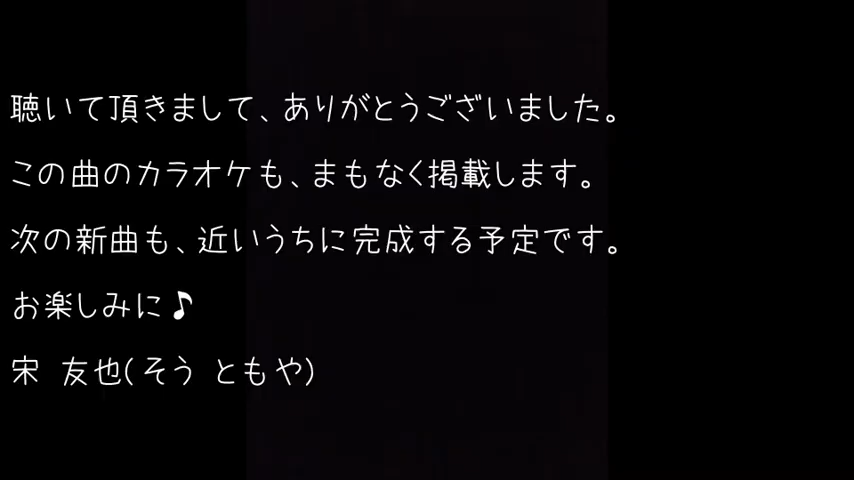 聴いて頂きまして、ありがとうございました。
この曲のカラオケも、まもなく掲載します。
次の新曲も、近いうちに完成する予定です。
お楽しみに♪
宋 友也(そう ともや)